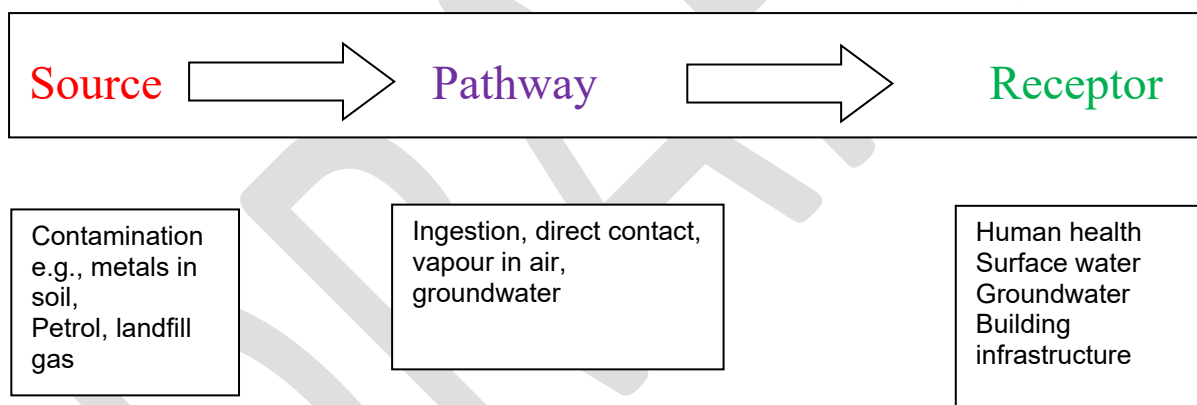 Source
Pathway
Receptor
Contamination
e.g., metals in
soil,
Petrol, landfill
gas
Ingestion, direct contact,
vapour in air,
groundwater
Human health
Surface water
Groundwater
Building
infrastructure